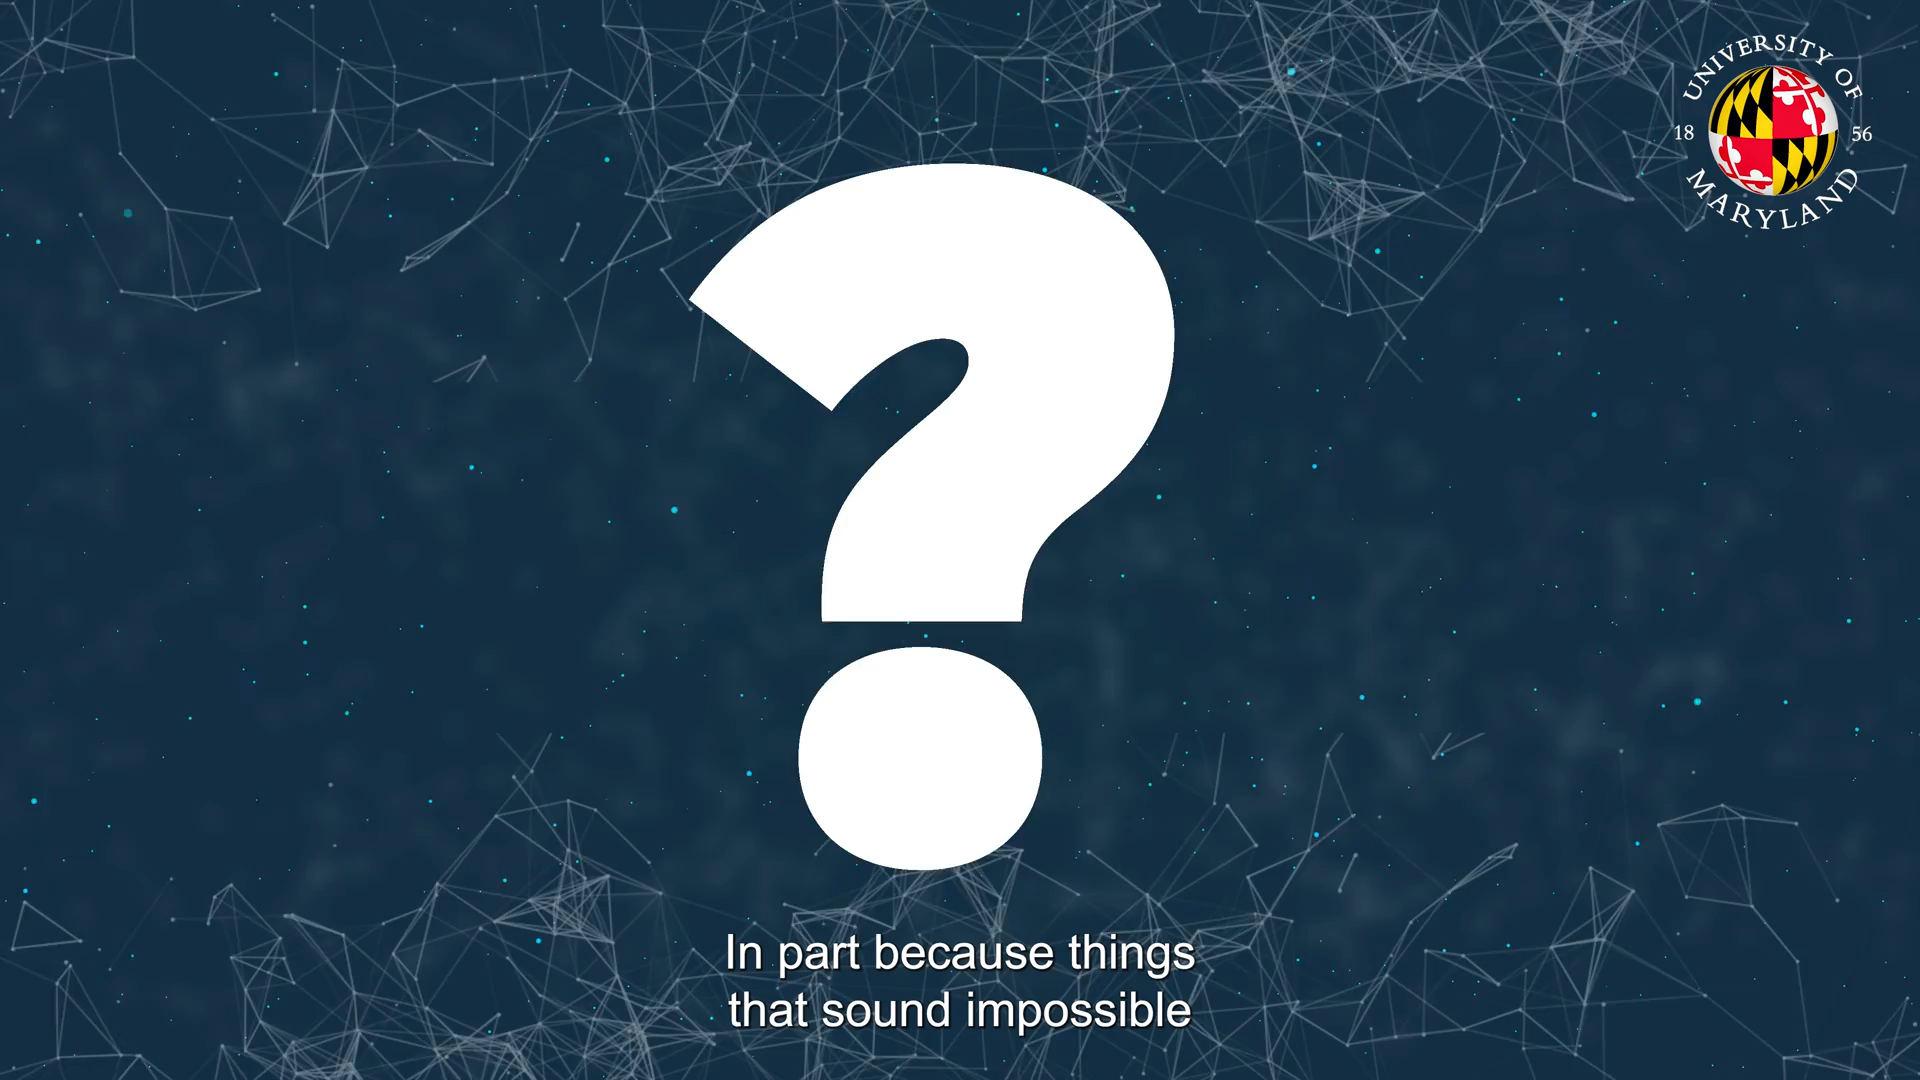 UNIVERSITY OF
18 56
MARYLAND
?
In part because things
that sound impossible